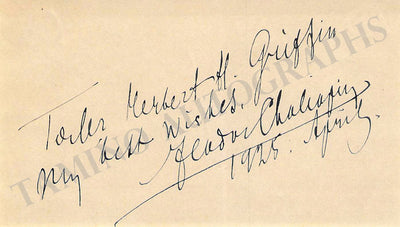 To Mr Herbert H. Griffin
My best wishes.
Feodor Chaliapin
1925. April.
TAMINO AUTOGRAPHS